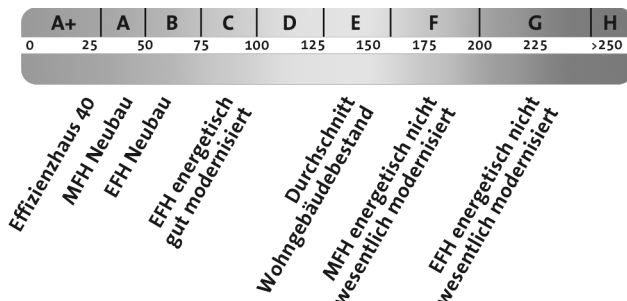 A+ A B C D E F G H
0 25 50 75 100 125 150 175 200 225 >250
Effizienzhaus 40
MFH Neubau
EFH Neubau
EFH energetisch
gut modernisiert
Durchschnitt
Wohngebäudebestand
MFH energetisch nicht
wesentlich modernisiert
EFH energetisch nicht
wesentlich modernisiert